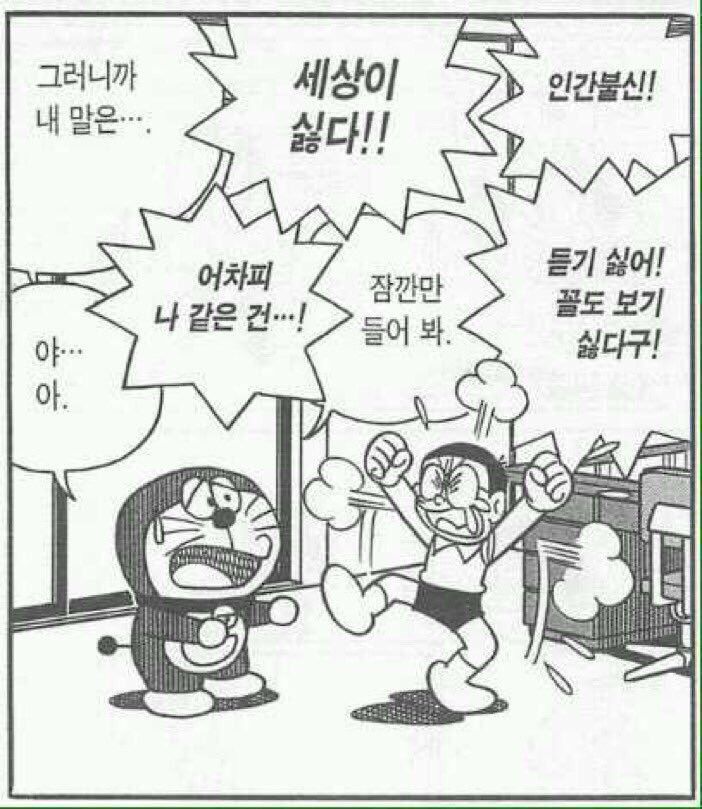 인간불신!
세상이
싫다!!
그러니까
내 말은….
듣기 싫어!
꼴도 보기
싫다구!
잠깐만
들어 봐.
어차피
나 같은 건…!
야…
아.